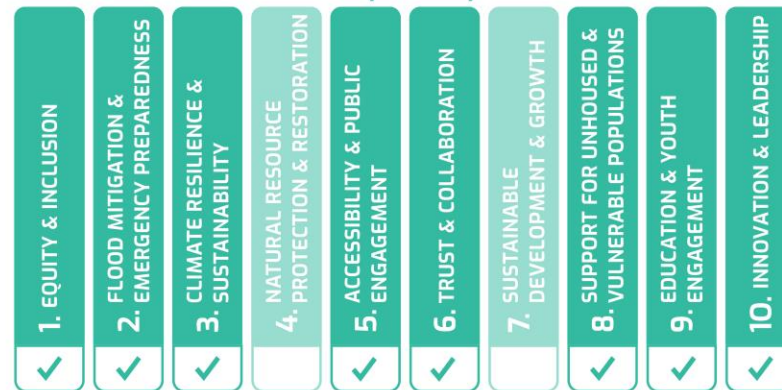 1. EQUITY & INCLUSION
2. FLOOD MITIGATION &
EMERGENCY PREPAREDNESS
3. CLIMATE RESILIENCE &
SUSTAINABILITY
4. NATURAL RESOURCE
PROTECTION & RESTORATION
5. ACCESSIBILITY & PUBLIC
ENGAGEMENT
6. TRUST & COLLABORATION
7. SUSTAINABLE
DEVELOPMENT & GROWTH
8. SUPPORT FOR UNHOUSED &
VULNERABLE POPULATIONS
9. EDUCATION & YOUTH
ENGAGEMENT
10. INNOVATION & LEADERSHIP